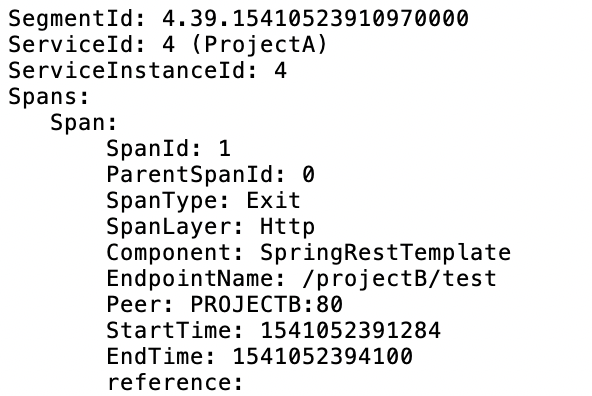 SegmentId: 4.39.15410523910970000
ServiceId: 4 (ProjectA)
ServiceInstanceId: 4
Spans:
Span:
SpanId: 1
ParentSpanId: 0
SpanType: Exit
SpanLayer: Http
Component: SpringRestTemplate
EndpointName: /projectB/test
Peer: PROJECTB:80
StartTime: 1541052391284
EndTime: 1541052394100
reference: